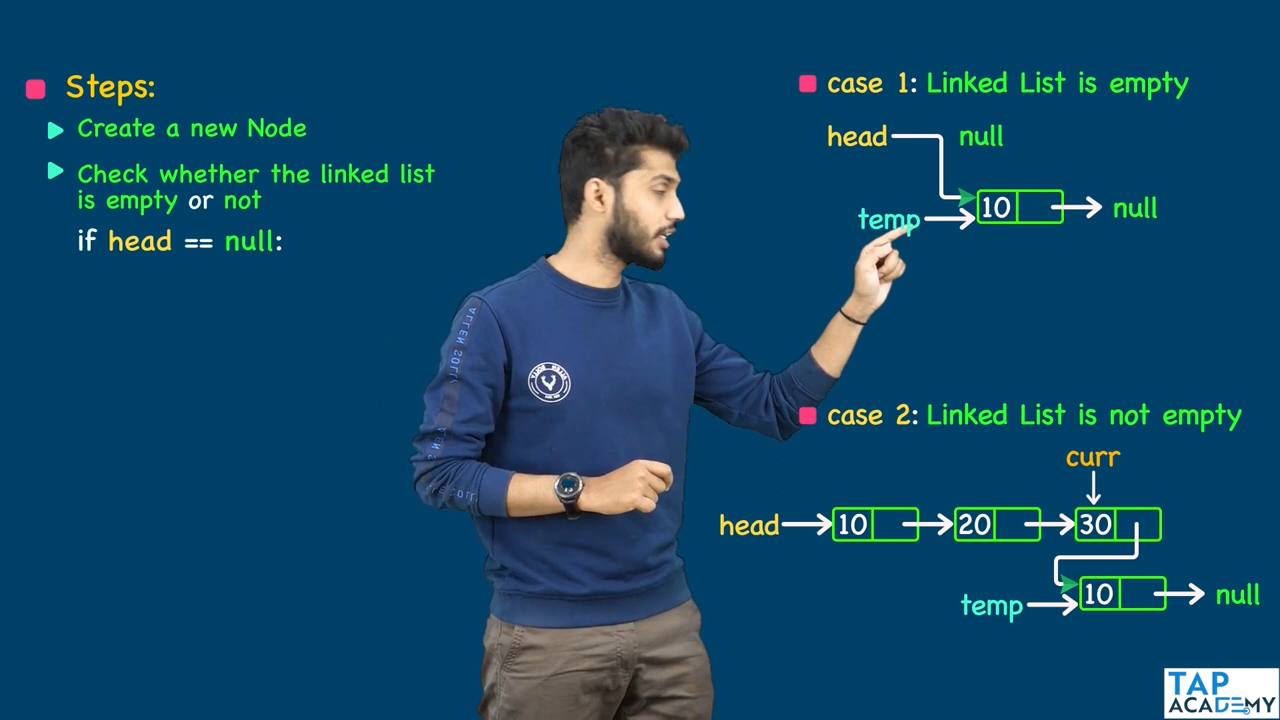 Steps:
Create a new Node
Check whether the linked list
is empty or not
if head == null:
case 1: Linked List is empty
head
null
10
null
temp
case 2: Linked List is not empty
curr
head
10
20
30
10
null
temp
TAP
ACADEMY